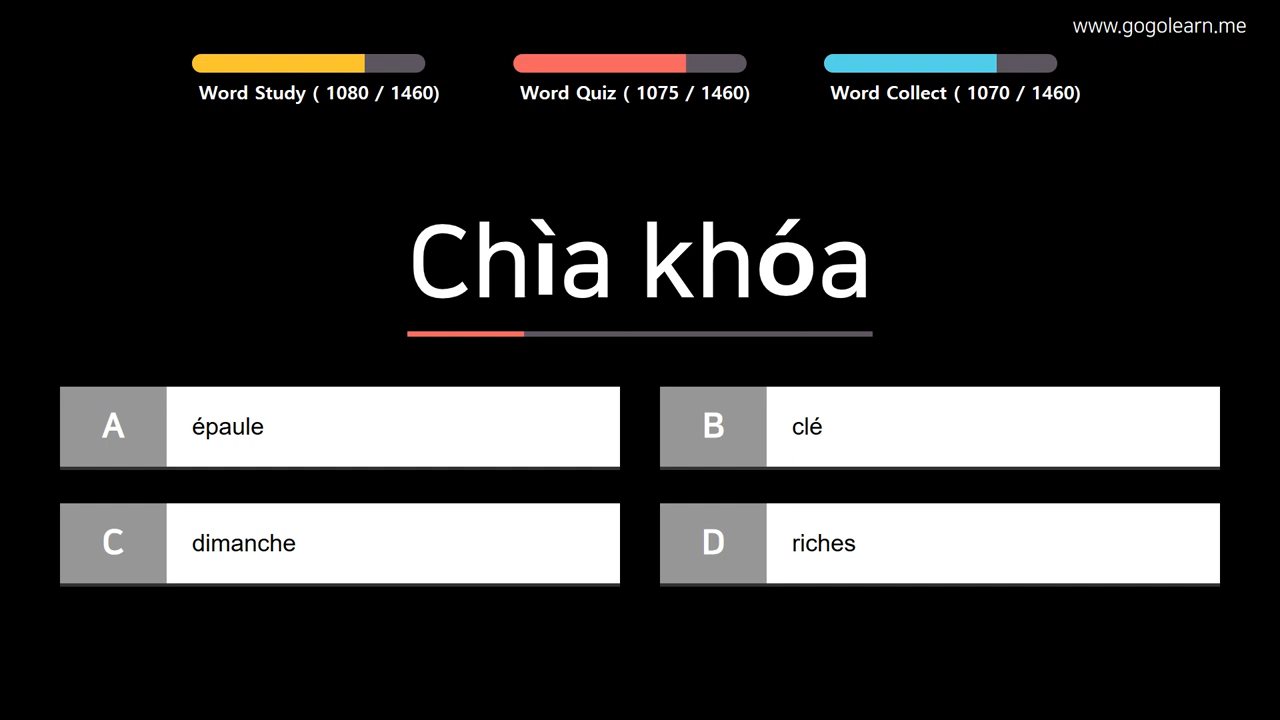 www.gogolearn.me
Word Study ( 1080 / 1460)
Word Quiz ( 1075 / 1460)
Word Collect ( 1070 / 1460)
Chìa khóa
A épaule
B clé
C dimanche
D riches